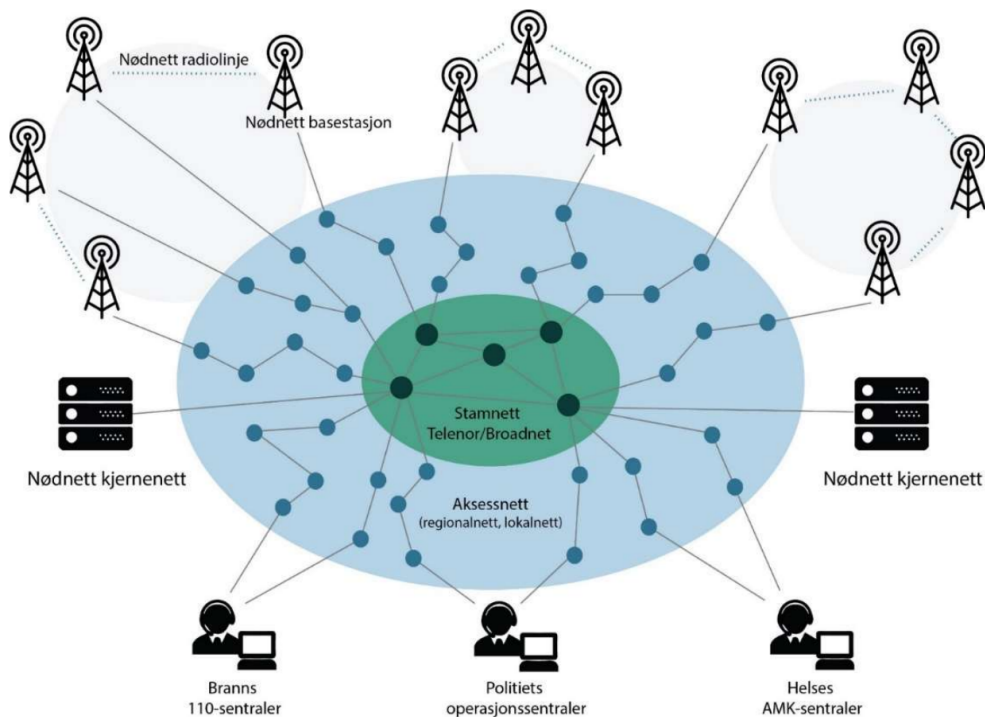 Nødnett radiolinje
Nødnett basestasjon
Stamnett
Telenor/Broadnet
Nødnett kjernenett
Nødnett kjernenett
Aksessnett
(regionalnett, lokalnett)
Branns
110-sentraler
Politiets
operasjonssentraler
Helses
AMK-sentraler